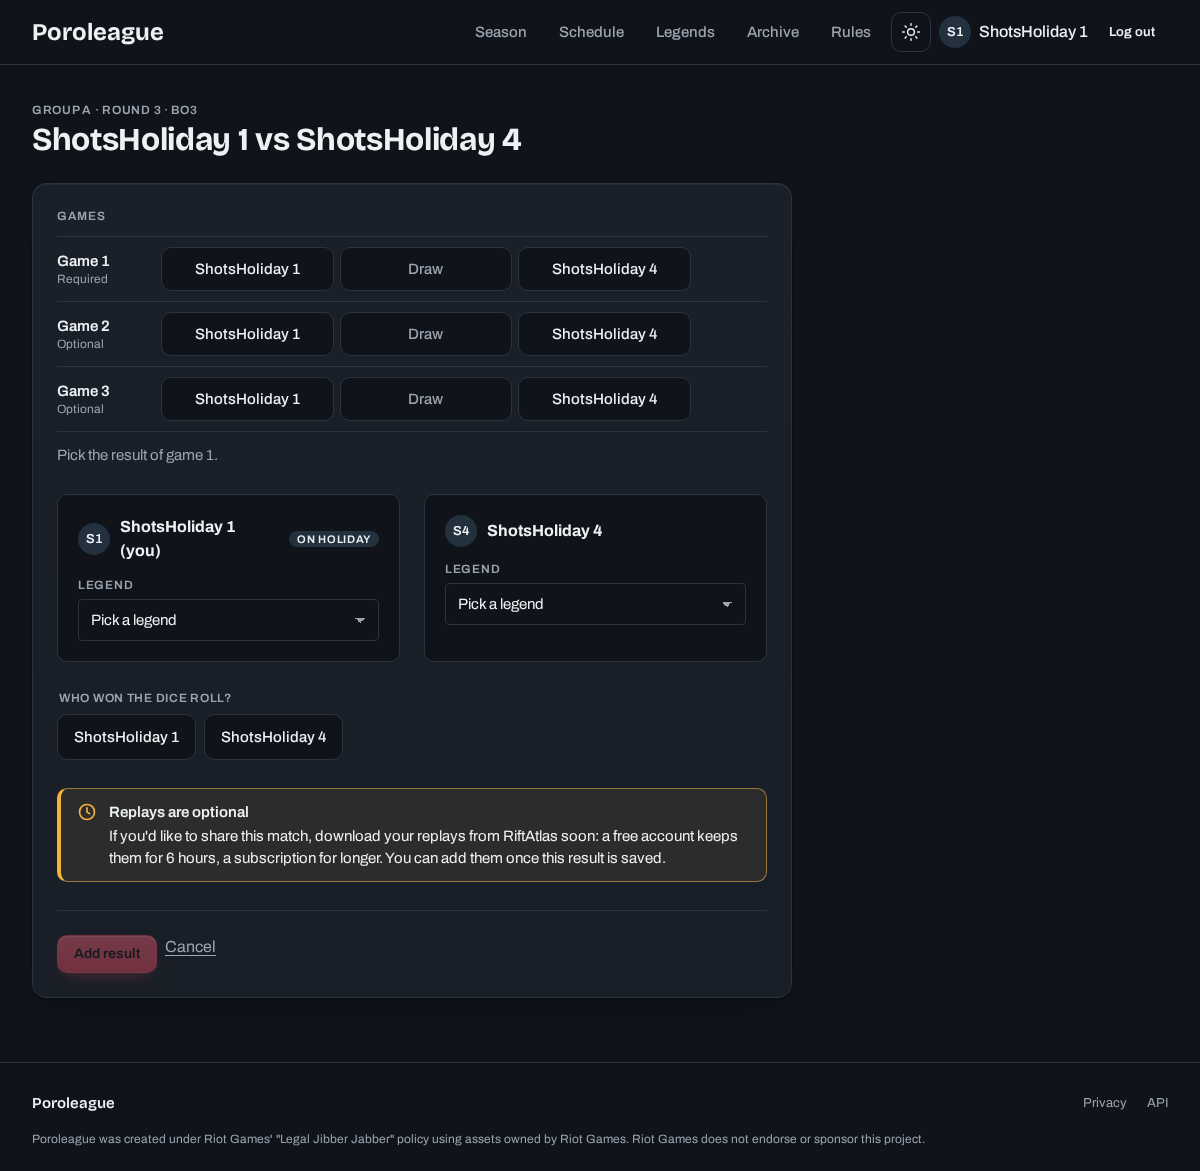 Poroleague
Season
Schedule
Legends
Archive
Rules
S1
ShotsHoliday 1
Log out
GROUP A · ROUND 3 · BO3
ShotsHoliday 1 vs ShotsHoliday 4
GAMES
Game 1
Required
ShotsHoliday 1
Draw
ShotsHoliday 4
Game 2
Optional
ShotsHoliday 1
Draw
ShotsHoliday 4
Game 3
Optional
ShotsHoliday 1
Draw
ShotsHoliday 4
Pick the result of game 1.
S1
ShotsHoliday 1
(you)
ON HOLIDAY
LEGEND
Pick a legend
S4
ShotsHoliday 4
LEGEND
Pick a legend
WHO WON THE DICE ROLL?
ShotsHoliday 1
ShotsHoliday 4
Replays are optional
If you'd like to share this match, download your replays from RiftAtlas soon: a free account keeps
them for 6 hours, a subscription for longer. You can add them once this result is saved.
Add result
Cancel
Poroleague
Privacy
API
Poroleague was created under Riot Games' "Legal Jibber Jabber" policy using assets owned by Riot Games. Riot Games does not endorse or sponsor this project.